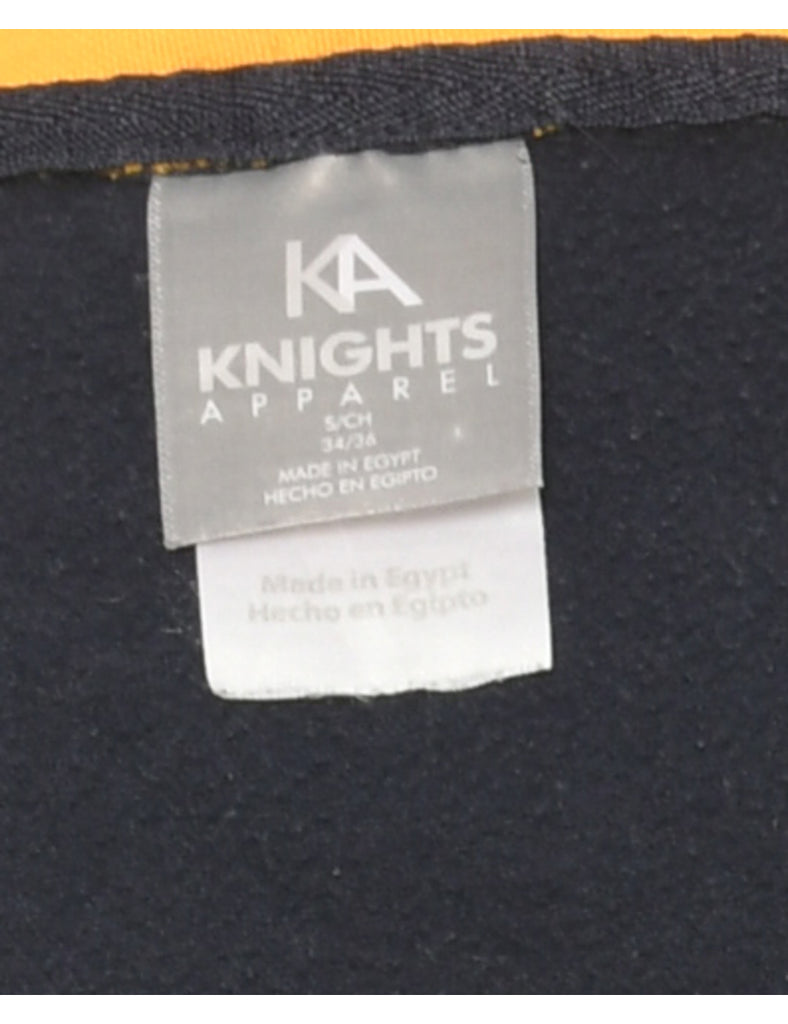 KA
KNIGHTS
APPAREL
S/CH
34/36
MADE IN EGYPT
HECHO EN EGIPTO
Made in Egypt
Hecho en Egipto